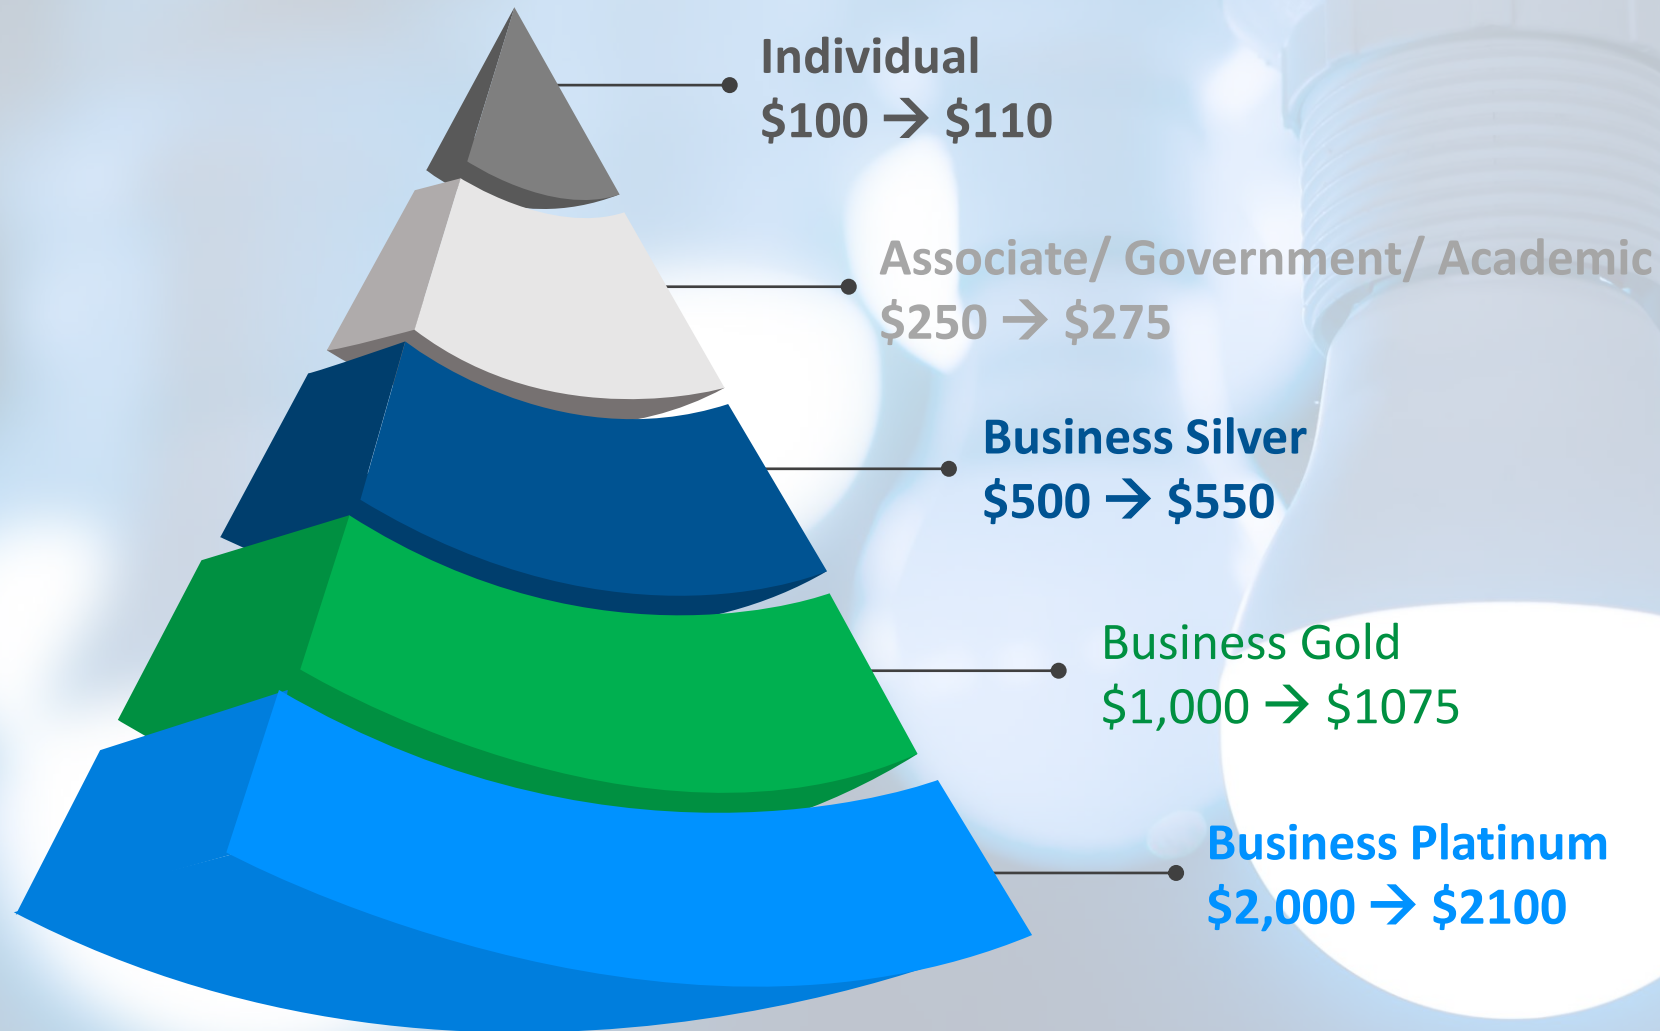 Individual
$100 → $110
Associate/ Government/ Academic
$250 → $275
Business Silver
$500 → $550
Business Gold
$1,000 → $1075
Business Platinum
$2,000 → $2100